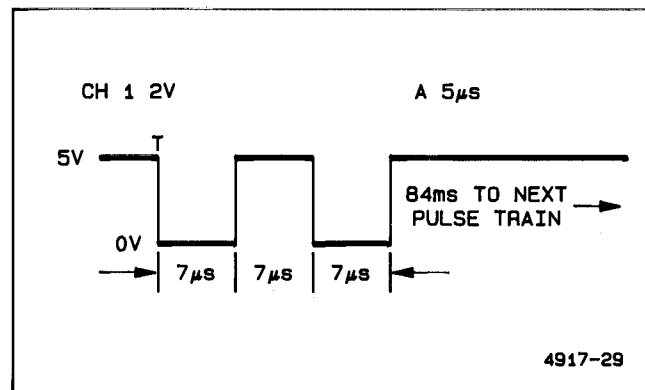 CH 1 2V
A 5µs
T
5V
84ms TO NEXT
PULSE TRAIN
0V
7µs 7µs 7µs
4917-29